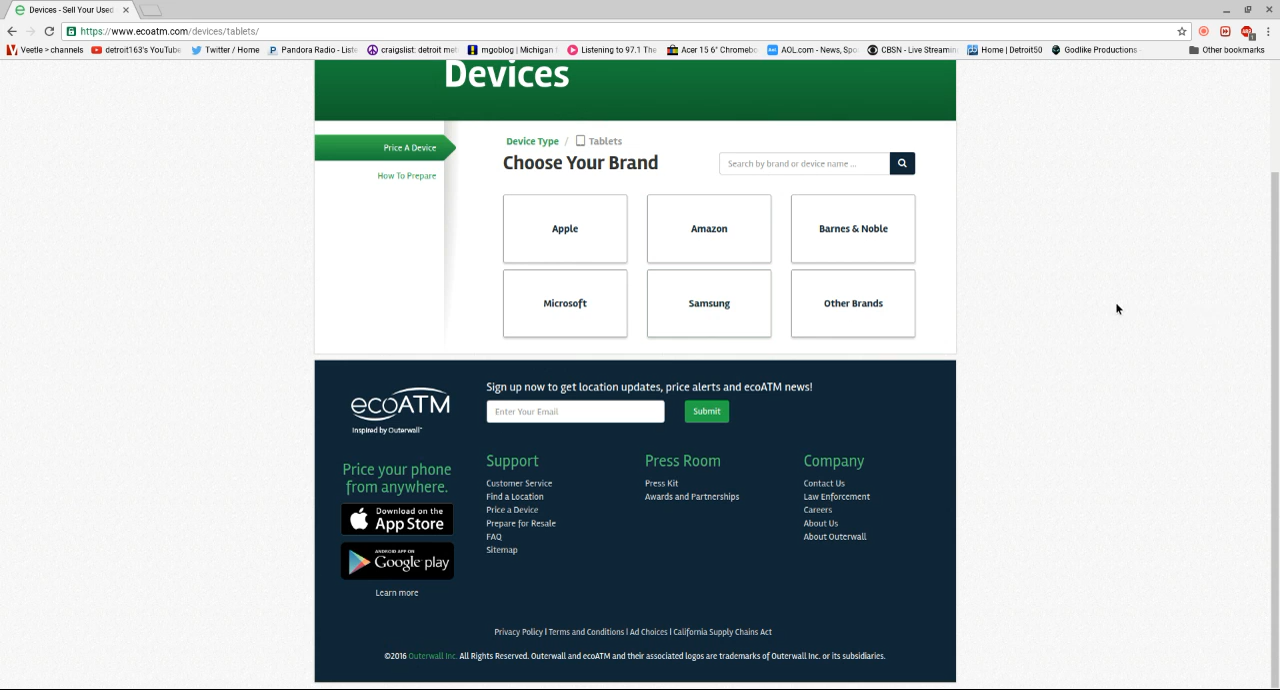 Devices - Sell Your Used
https://www.ecoatm.com/devices/tablets/
Veetle > channels
detroit163's YouTube
Twitter / Home
Pandora Radio - Liste
craigslist: detroit met
mgoblog | Michigan
Listening to 97.1 The
Acer 15 6" Chromebo
AOL.com - News, Spo
CBSN - Live Streamin
Home | Detroit50
Godlike Productions
Other bookmarks
Devices
Price A Device
How To Prepare
Device Type / Tablets
Choose Your Brand
Search by brand or device name ...
Apple
Amazon
Barnes & Noble
Microsoft
Samsung
Other Brands
ecoATM
Inspired by Outerwall™
Sign up now to get location updates, price alerts and ecoATM news!
Enter Your Email
Submit
Price your phone
from anywhere.
Download on the
App Store
ANDROID APP ON
Google play
Learn more
Support
Customer Service
Find a Location
Price a Device
Prepare for Resale
FAQ
Sitemap
Press Room
Press Kit
Awards and Partnerships
Company
Contact Us
Law Enforcement
Careers
About Us
About Outerwall
Privacy Policy | Terms and Conditions | Ad Choices | California Supply Chains Act
©2016 Outerwall Inc. All Rights Reserved. Outerwall and ecoATM and their associated logos are trademarks of Outerwall Inc. or its subsidiaries.